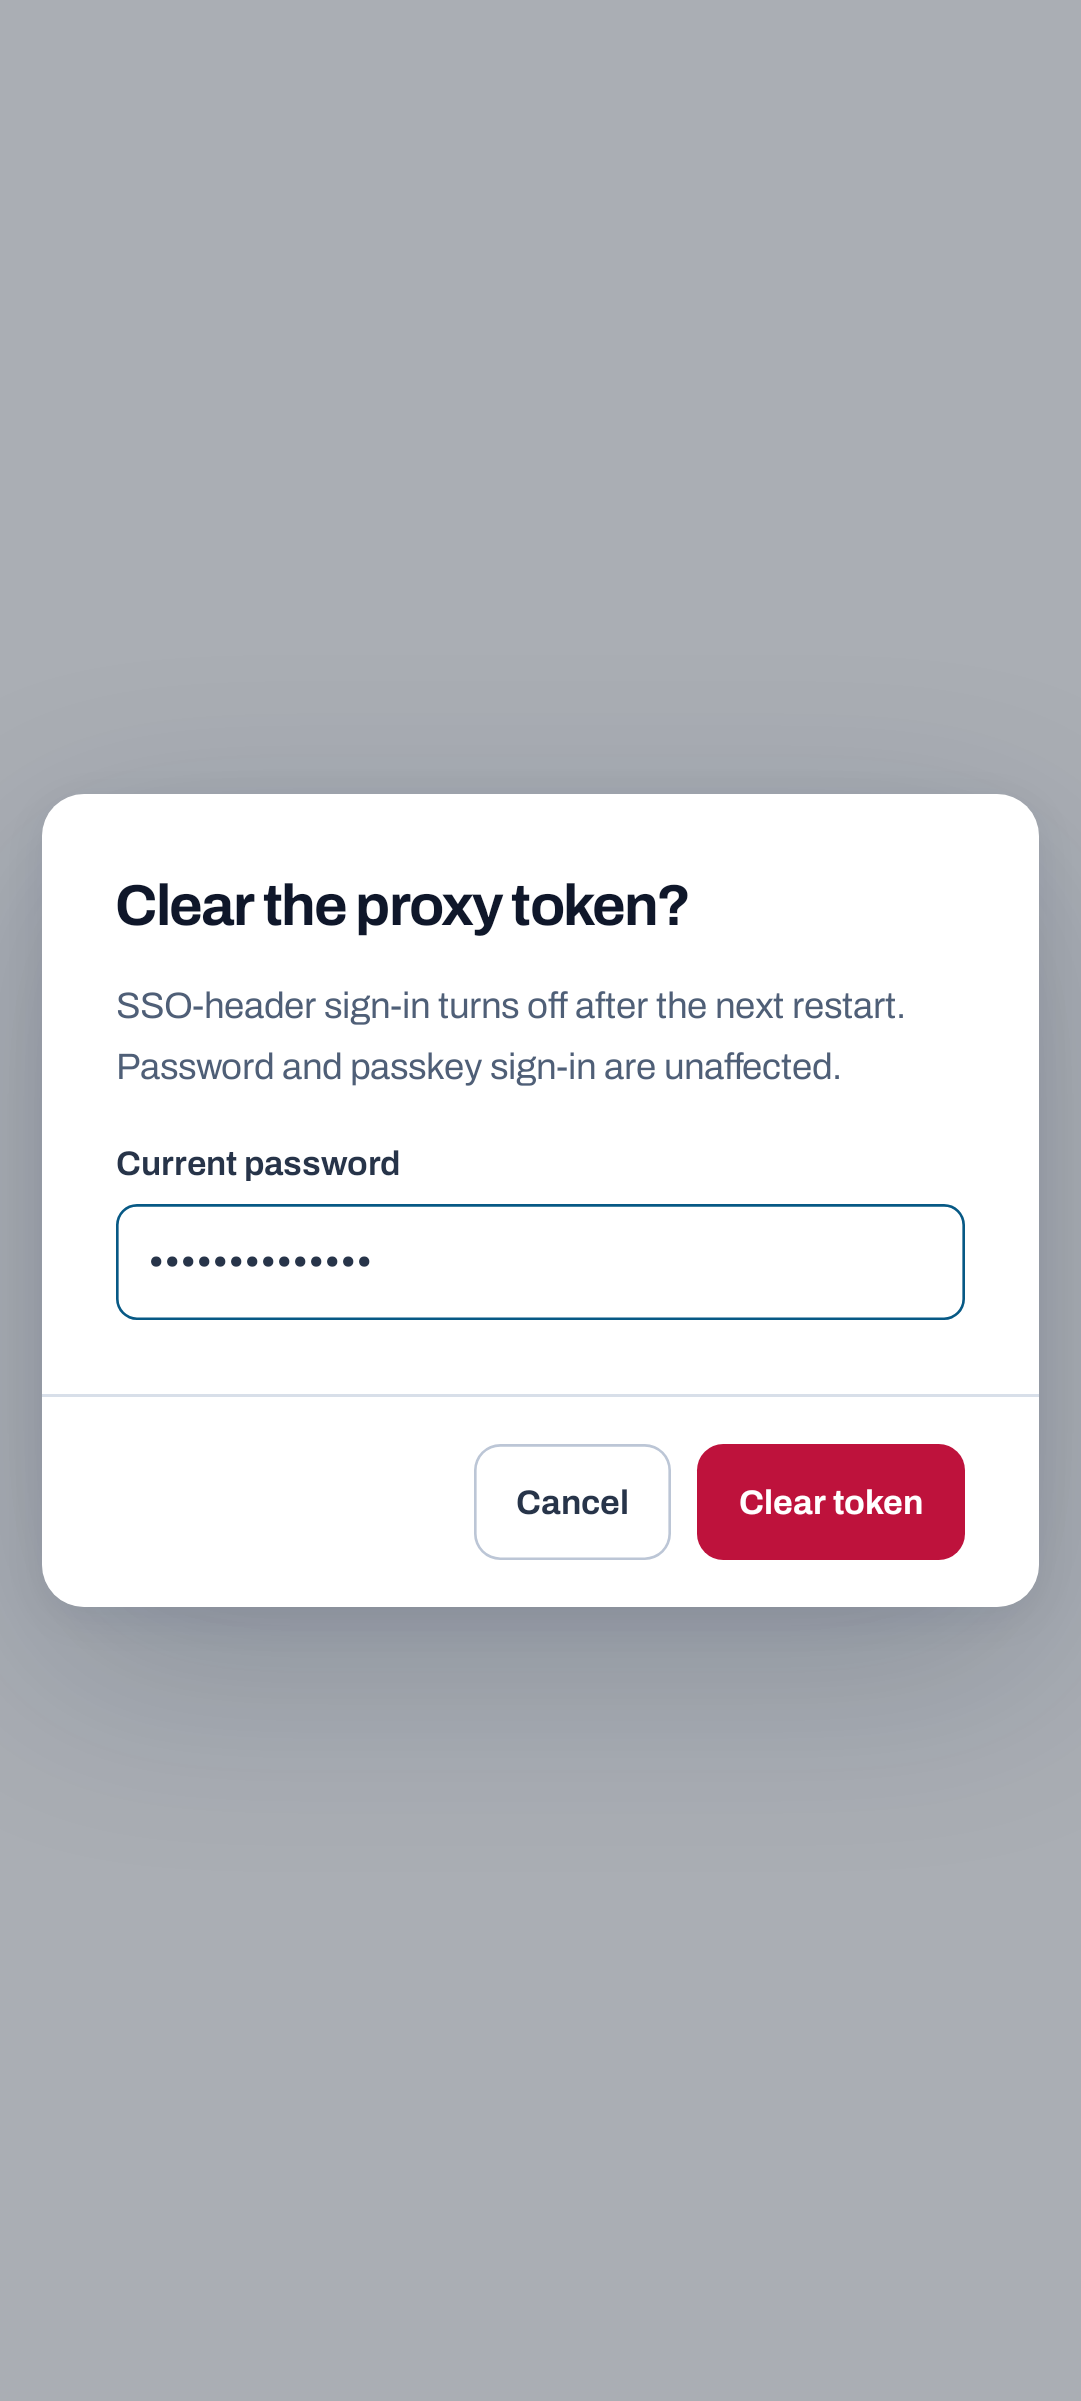 Clear the proxy token?
SSO-header sign-in turns off after the next restart.
Password and passkey sign-in are unaffected.
Current password
••••••••••••••
Cancel
Clear token